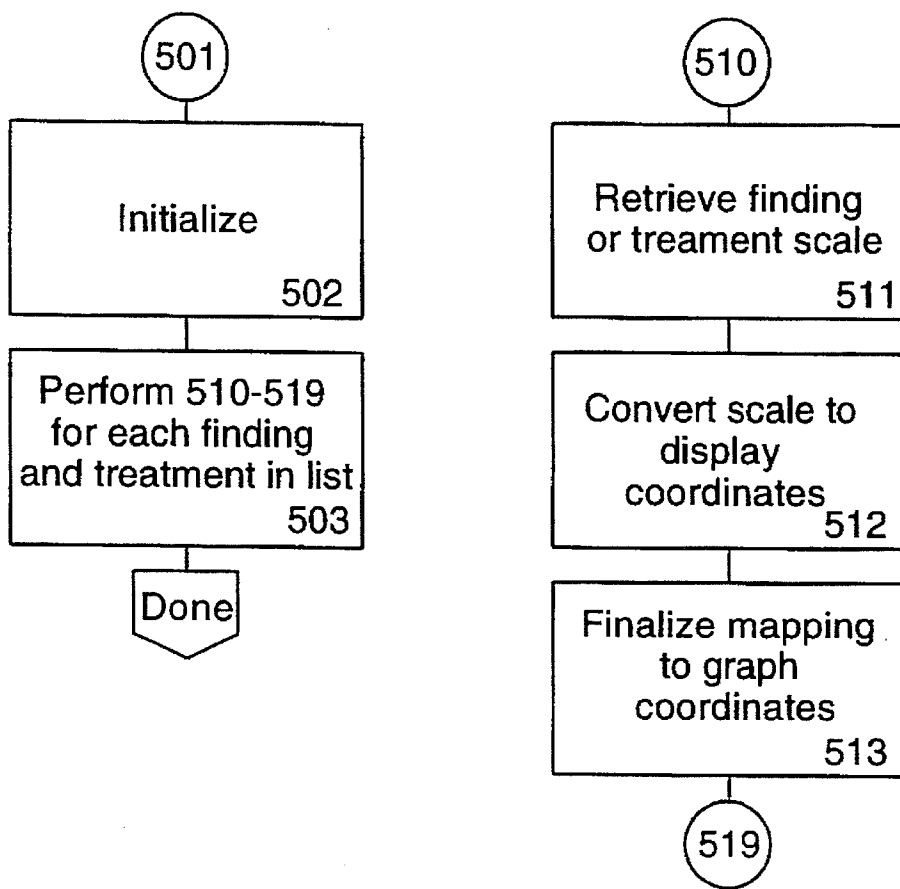 501
Initialize
502
Perform 510-519
for each finding
and treatment in list
503
Done
510
Retrieve finding
or treament scale
511
Convert scale to
display
coordinates
512
Finalize mapping
to graph
coordinates
513
519